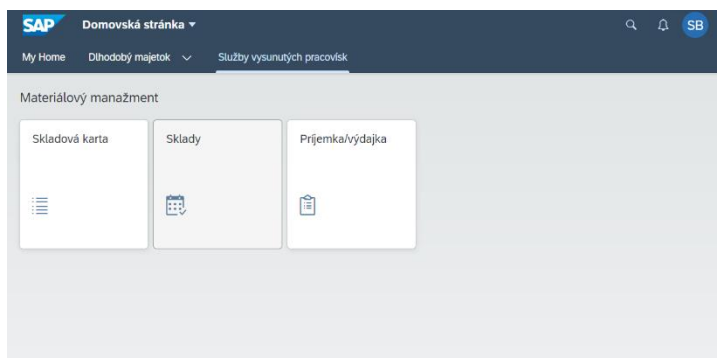 SAP Domovská stránka SB
My Home Dlhodobý majetok Služby vysunutých pracovísk
Materiálový manažment
Skladová karta Sklady Príjemka/výdajka